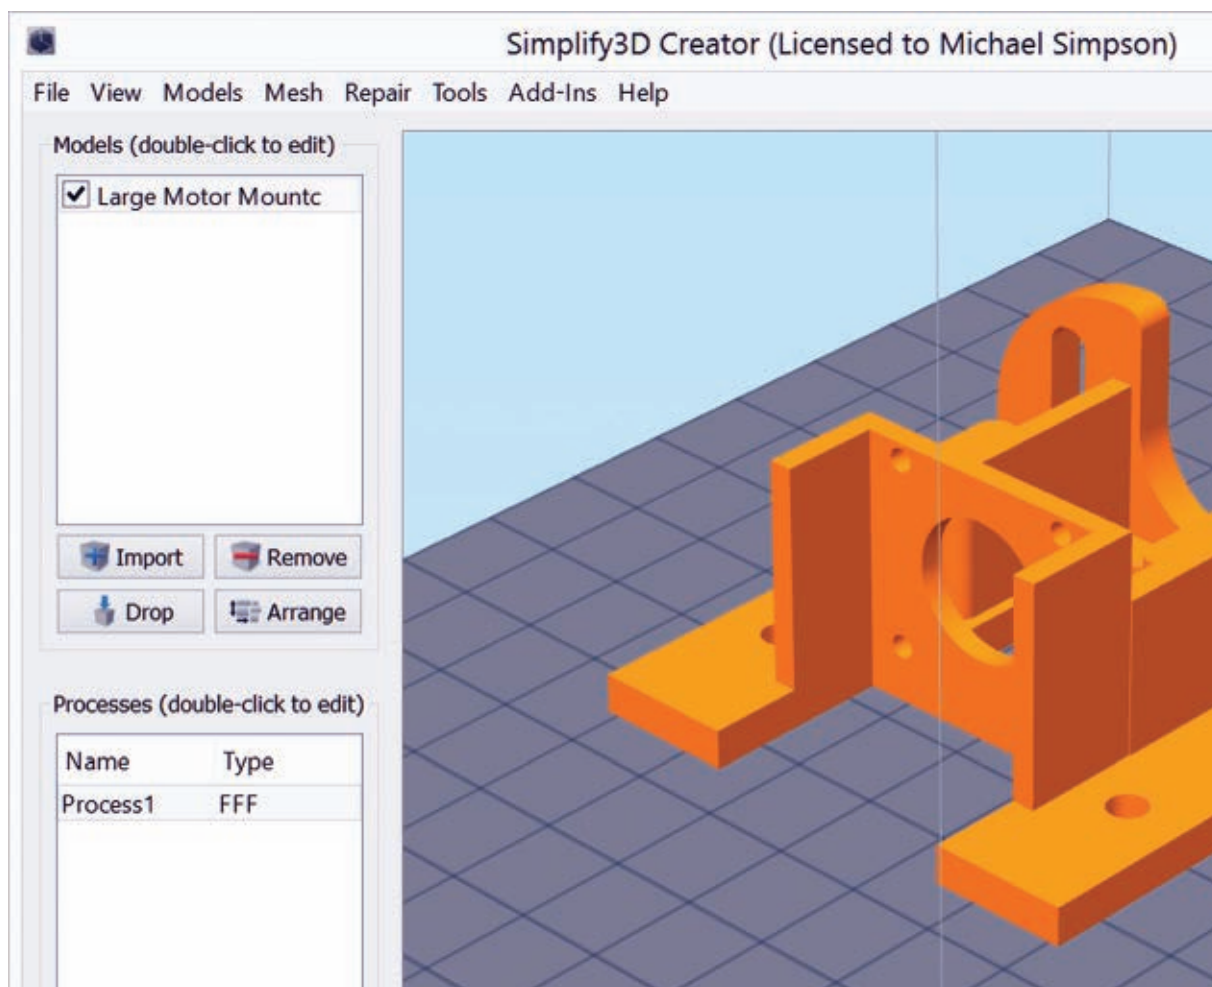 Simplify3D Creator (Licensed to Michael Simpson)
File View Models Mesh Repair Tools Add-Ins Help
Models (double-click to edit)
Large Motor Mountc
Import Remove
Drop Arrange
Processes (double-click to edit)
Name Type
Process1 FFF